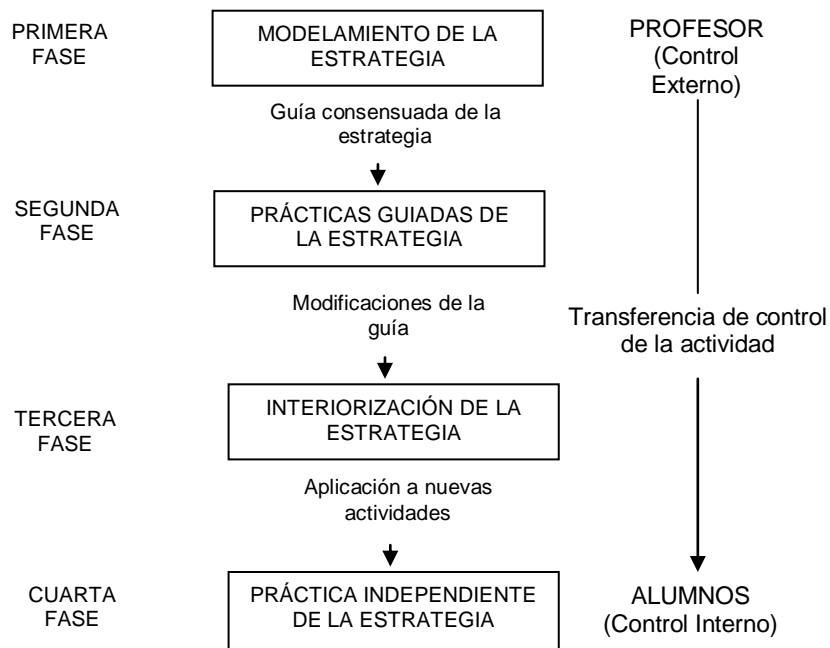 PRIMERA
FASE
MODELAMIENTO DE LA
ESTRATEGIA
PROFESOR
(Control
Externo)
Guía consensuada de la
estrategia
SEGUNDA
FASE
PRÁCTICAS GUIADAS DE
LA ESTRATEGIA
Modificaciones de la
guía
Transferencia de control
de la actividad
TERCERA
FASE
INTERIORIZACIÓN DE LA
ESTRATEGIA
Aplicación a nuevas
actividades
CUARTA
FASE
PRÁCTICA INDEPENDIENTE
DE LA ESTRATEGIA
ALUMNOS
(Control Interno)